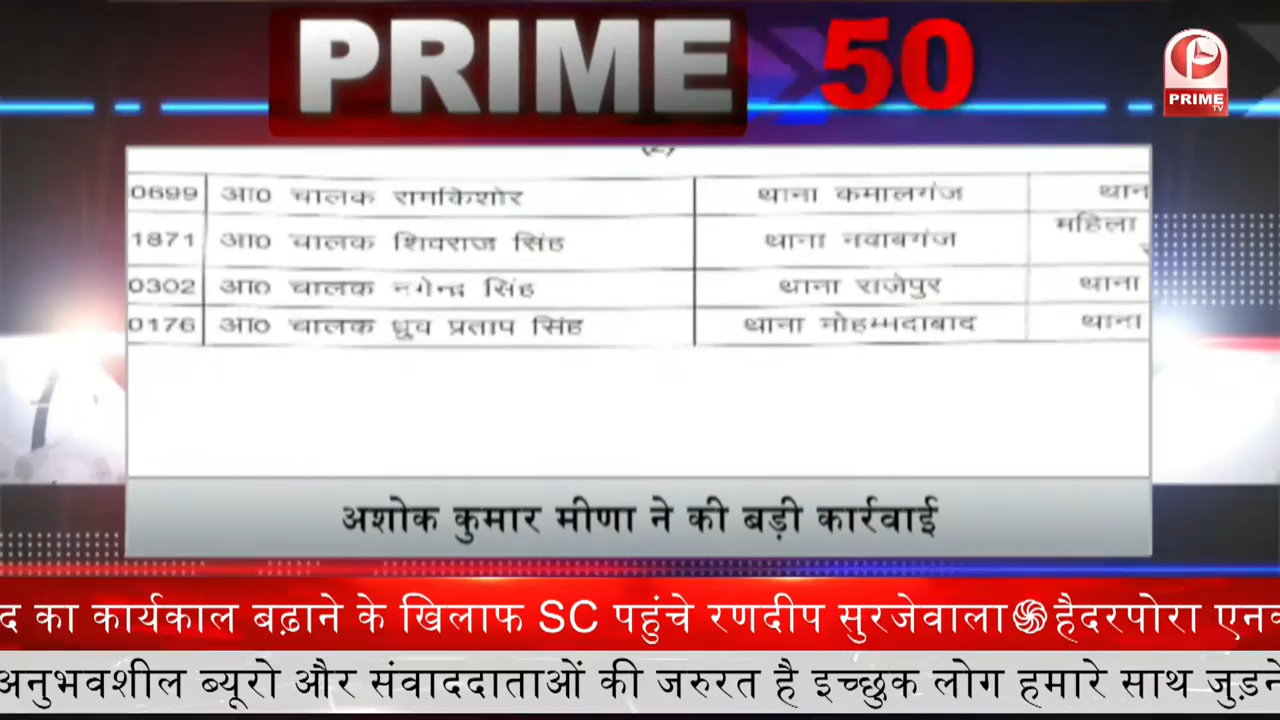 PRIME 50
PRIME TV
0699 आ0 चालक रामकिशोर थाना कमालगंज थान
1871 आ0 चालक शिवराज सिंह थाना नवाबगंज महिला
0302 आ0 चालक नगेन्द्र सिंह थाना राजेपुर थाना
0176 आ0 चालक ध्रुव प्रताप सिंह थाना मोहम्मदाबाद थाना
अशोक कुमार मीणा ने की बड़ी कार्रवाई
द का कार्यकाल बढ़ाने के खिलाफ SC पहुंचे रणदीप सुरजेवाला हैदरपोरा एनक
अनुभवशील ब्यूरो और संवाददाताओं की जरुरत है इच्छुक लोग हमारे साथ जुड़ने